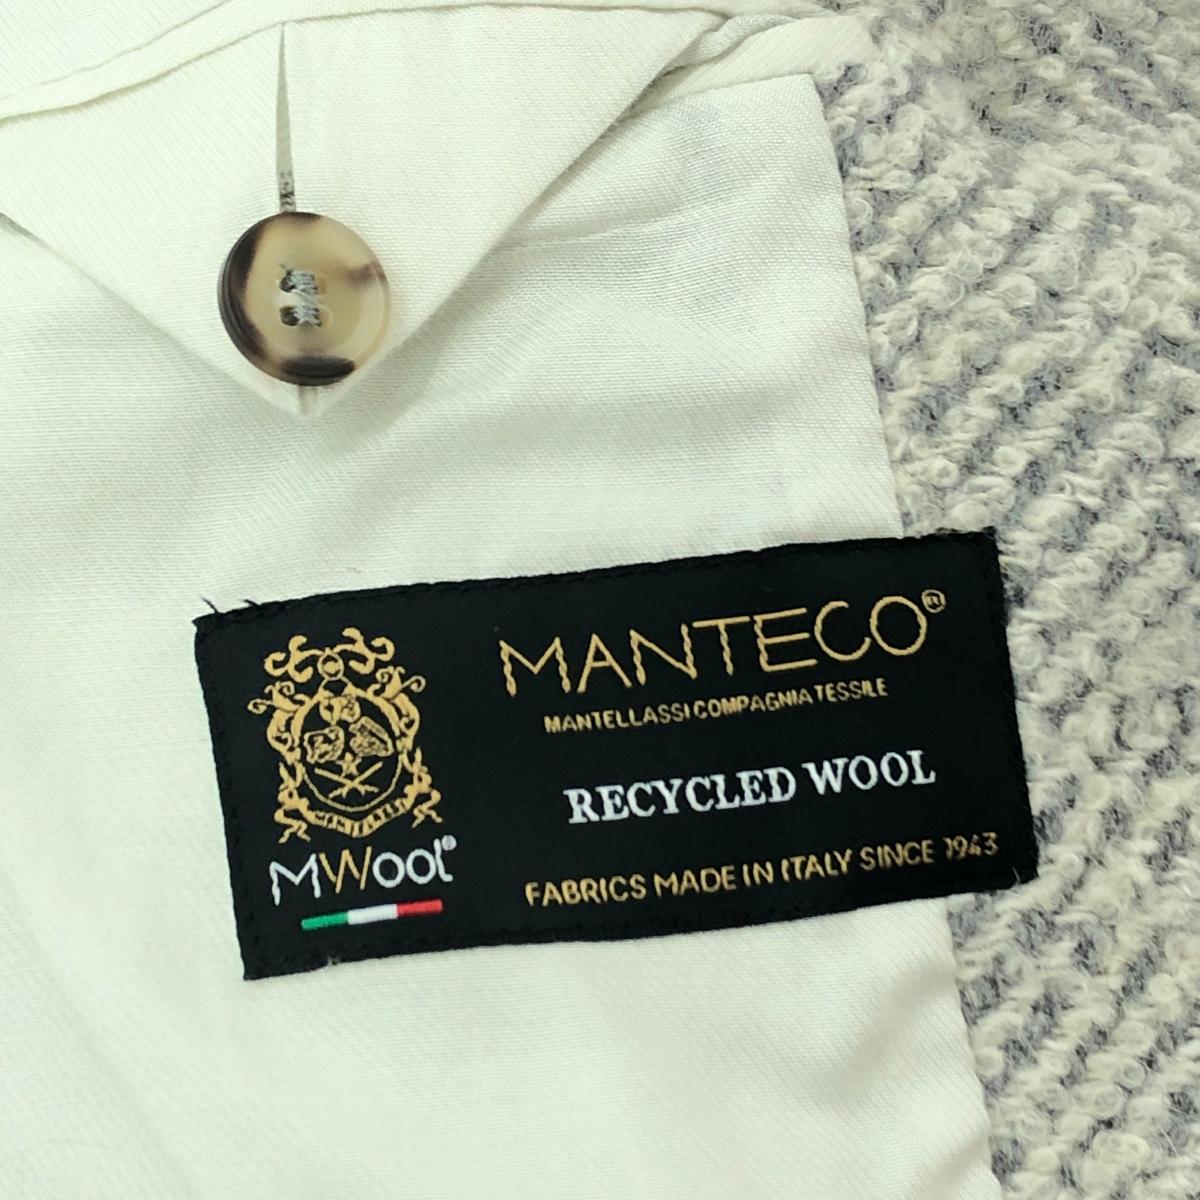 MANTECO®
MANTELLASSI COMPAGNIA TESSILE
RECYCLED WOOL
FABRICS MADE IN ITALY SINCE 1943
MWool®